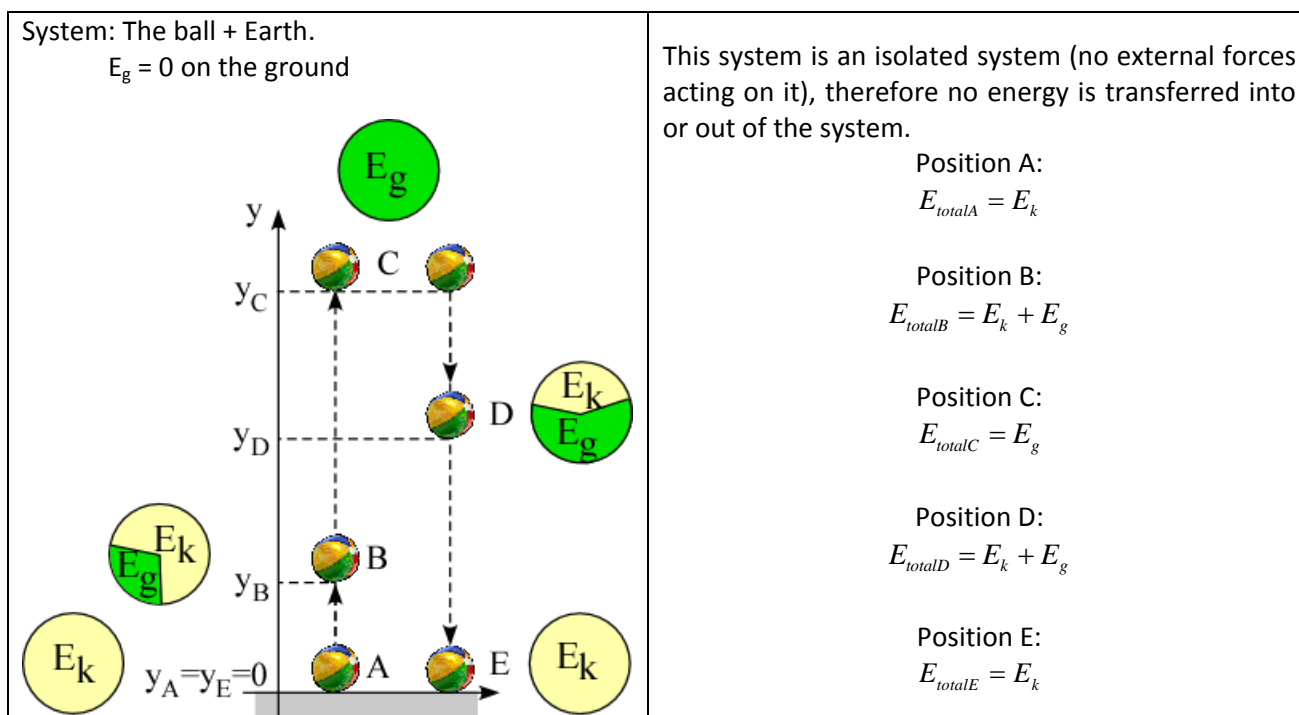 System: The ball + Earth.
E_g = 0 on the ground
E_g
y
C
y_C
E_k
D
E_g
y_D
E_k
E_g
B
y_B
E_k
y_A=y_E=0
A
E
E_k
This system is an isolated system (no external forces
acting on it), therefore no energy is transferred into
or out of the system.
Position A:
E_totalA = E_k
Position B:
E_totalB = E_k + E_g
Position C:
E_totalC = E_g
Position D:
E_totalD = E_k + E_g
Position E:
E_totalE = E_k